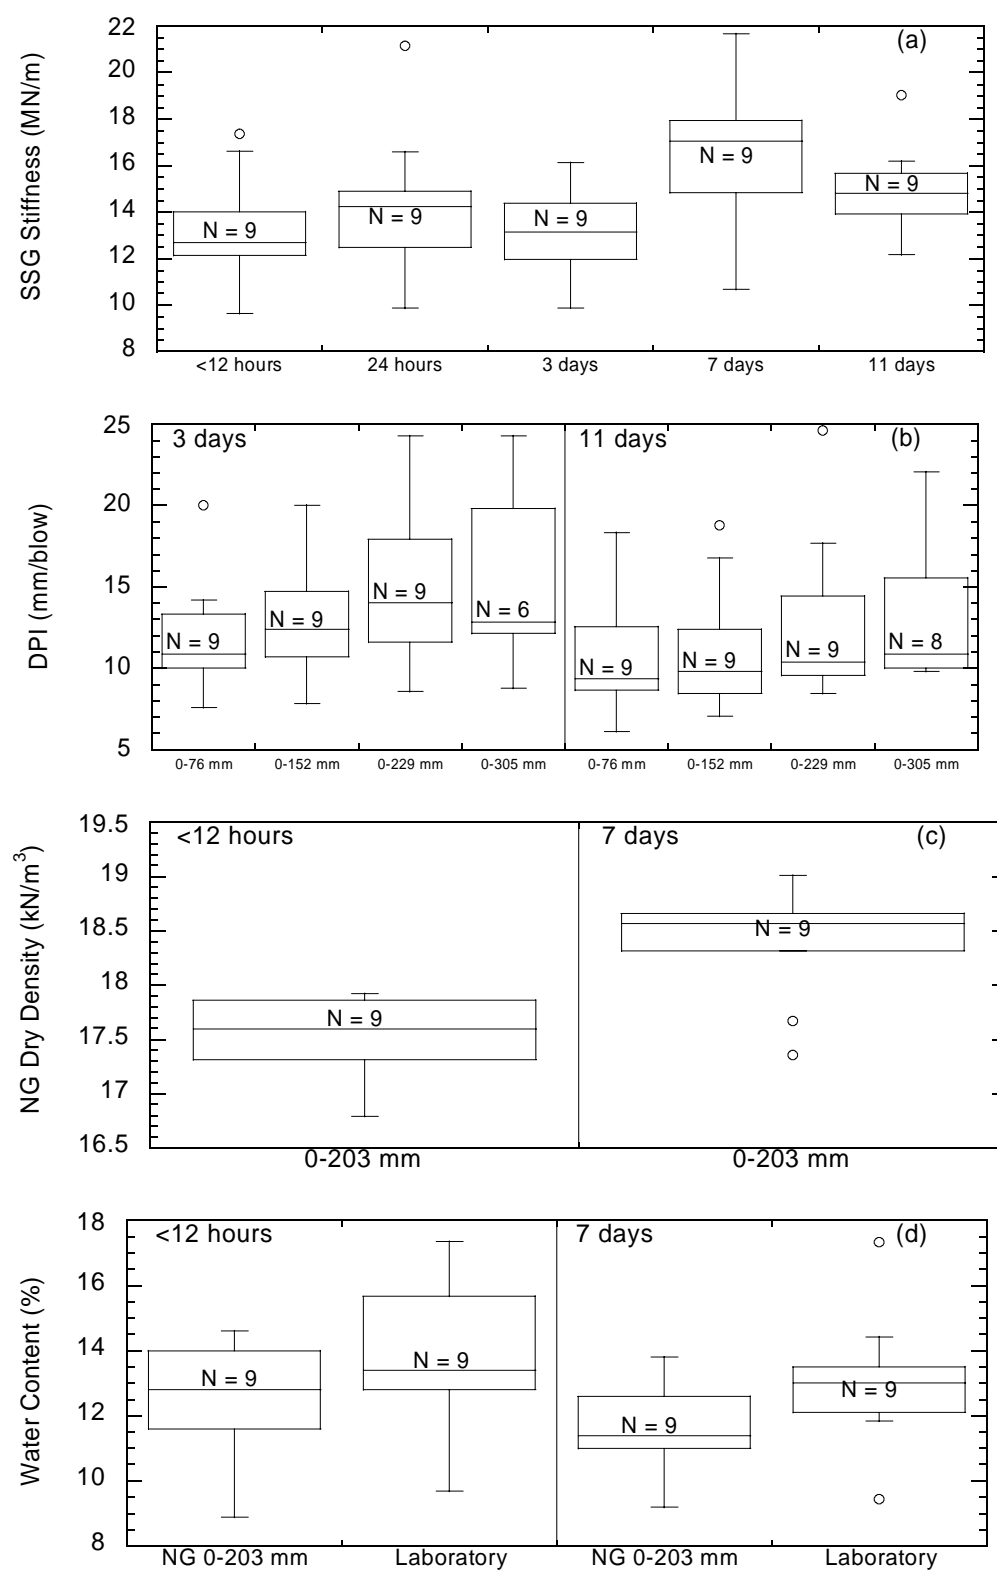 SSG Stiffness (MN/m)
22
20
18
16
14
12
10
8
(a)
N = 9
N = 9
N = 9
N = 9
N = 9
<12 hours
24 hours
3 days
7 days
11 days
DPI (mm/blow)
25
20
15
10
5
3 days
11 days
(b)
N = 9
N = 9
N = 9
N = 6
N = 9
N = 9
N = 9
N = 8
0-76 mm
0-152 mm
0-229 mm
0-305 mm
0-76 mm
0-152 mm
0-229 mm
0-305 mm
NG Dry Density (kN/m³)
19.5
19
18.5
18
17.5
17
16.5
<12 hours
7 days
(c)
N = 9
N = 9
0-203 mm
0-203 mm
Water Content (%)
18
16
14
12
10
8
<12 hours
7 days
(d)
N = 9
N = 9
N = 9
N = 9
NG 0-203 mm
Laboratory
NG 0-203 mm
Laboratory